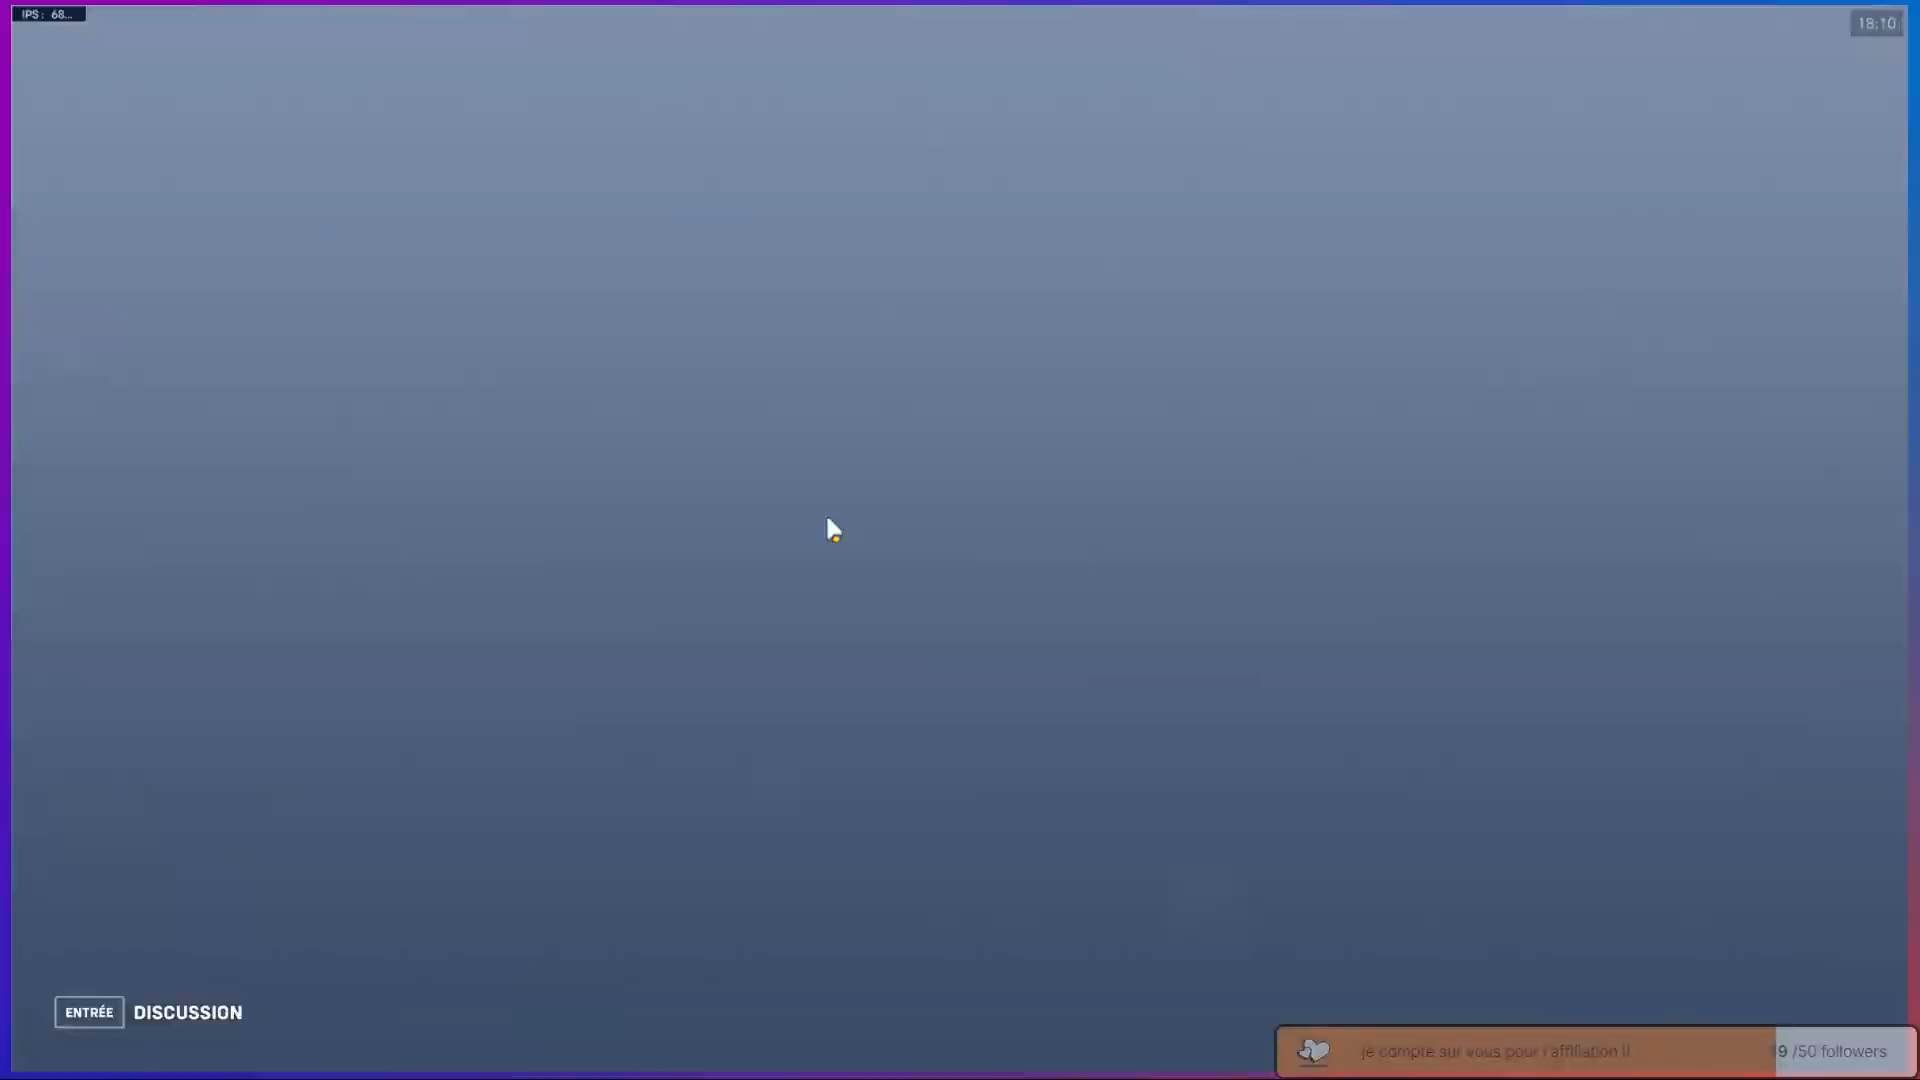 IPS : 68...
18:10
ENTRÉE DISCUSSION
je compte sur vous pour l'affiliation !!
/50 followers